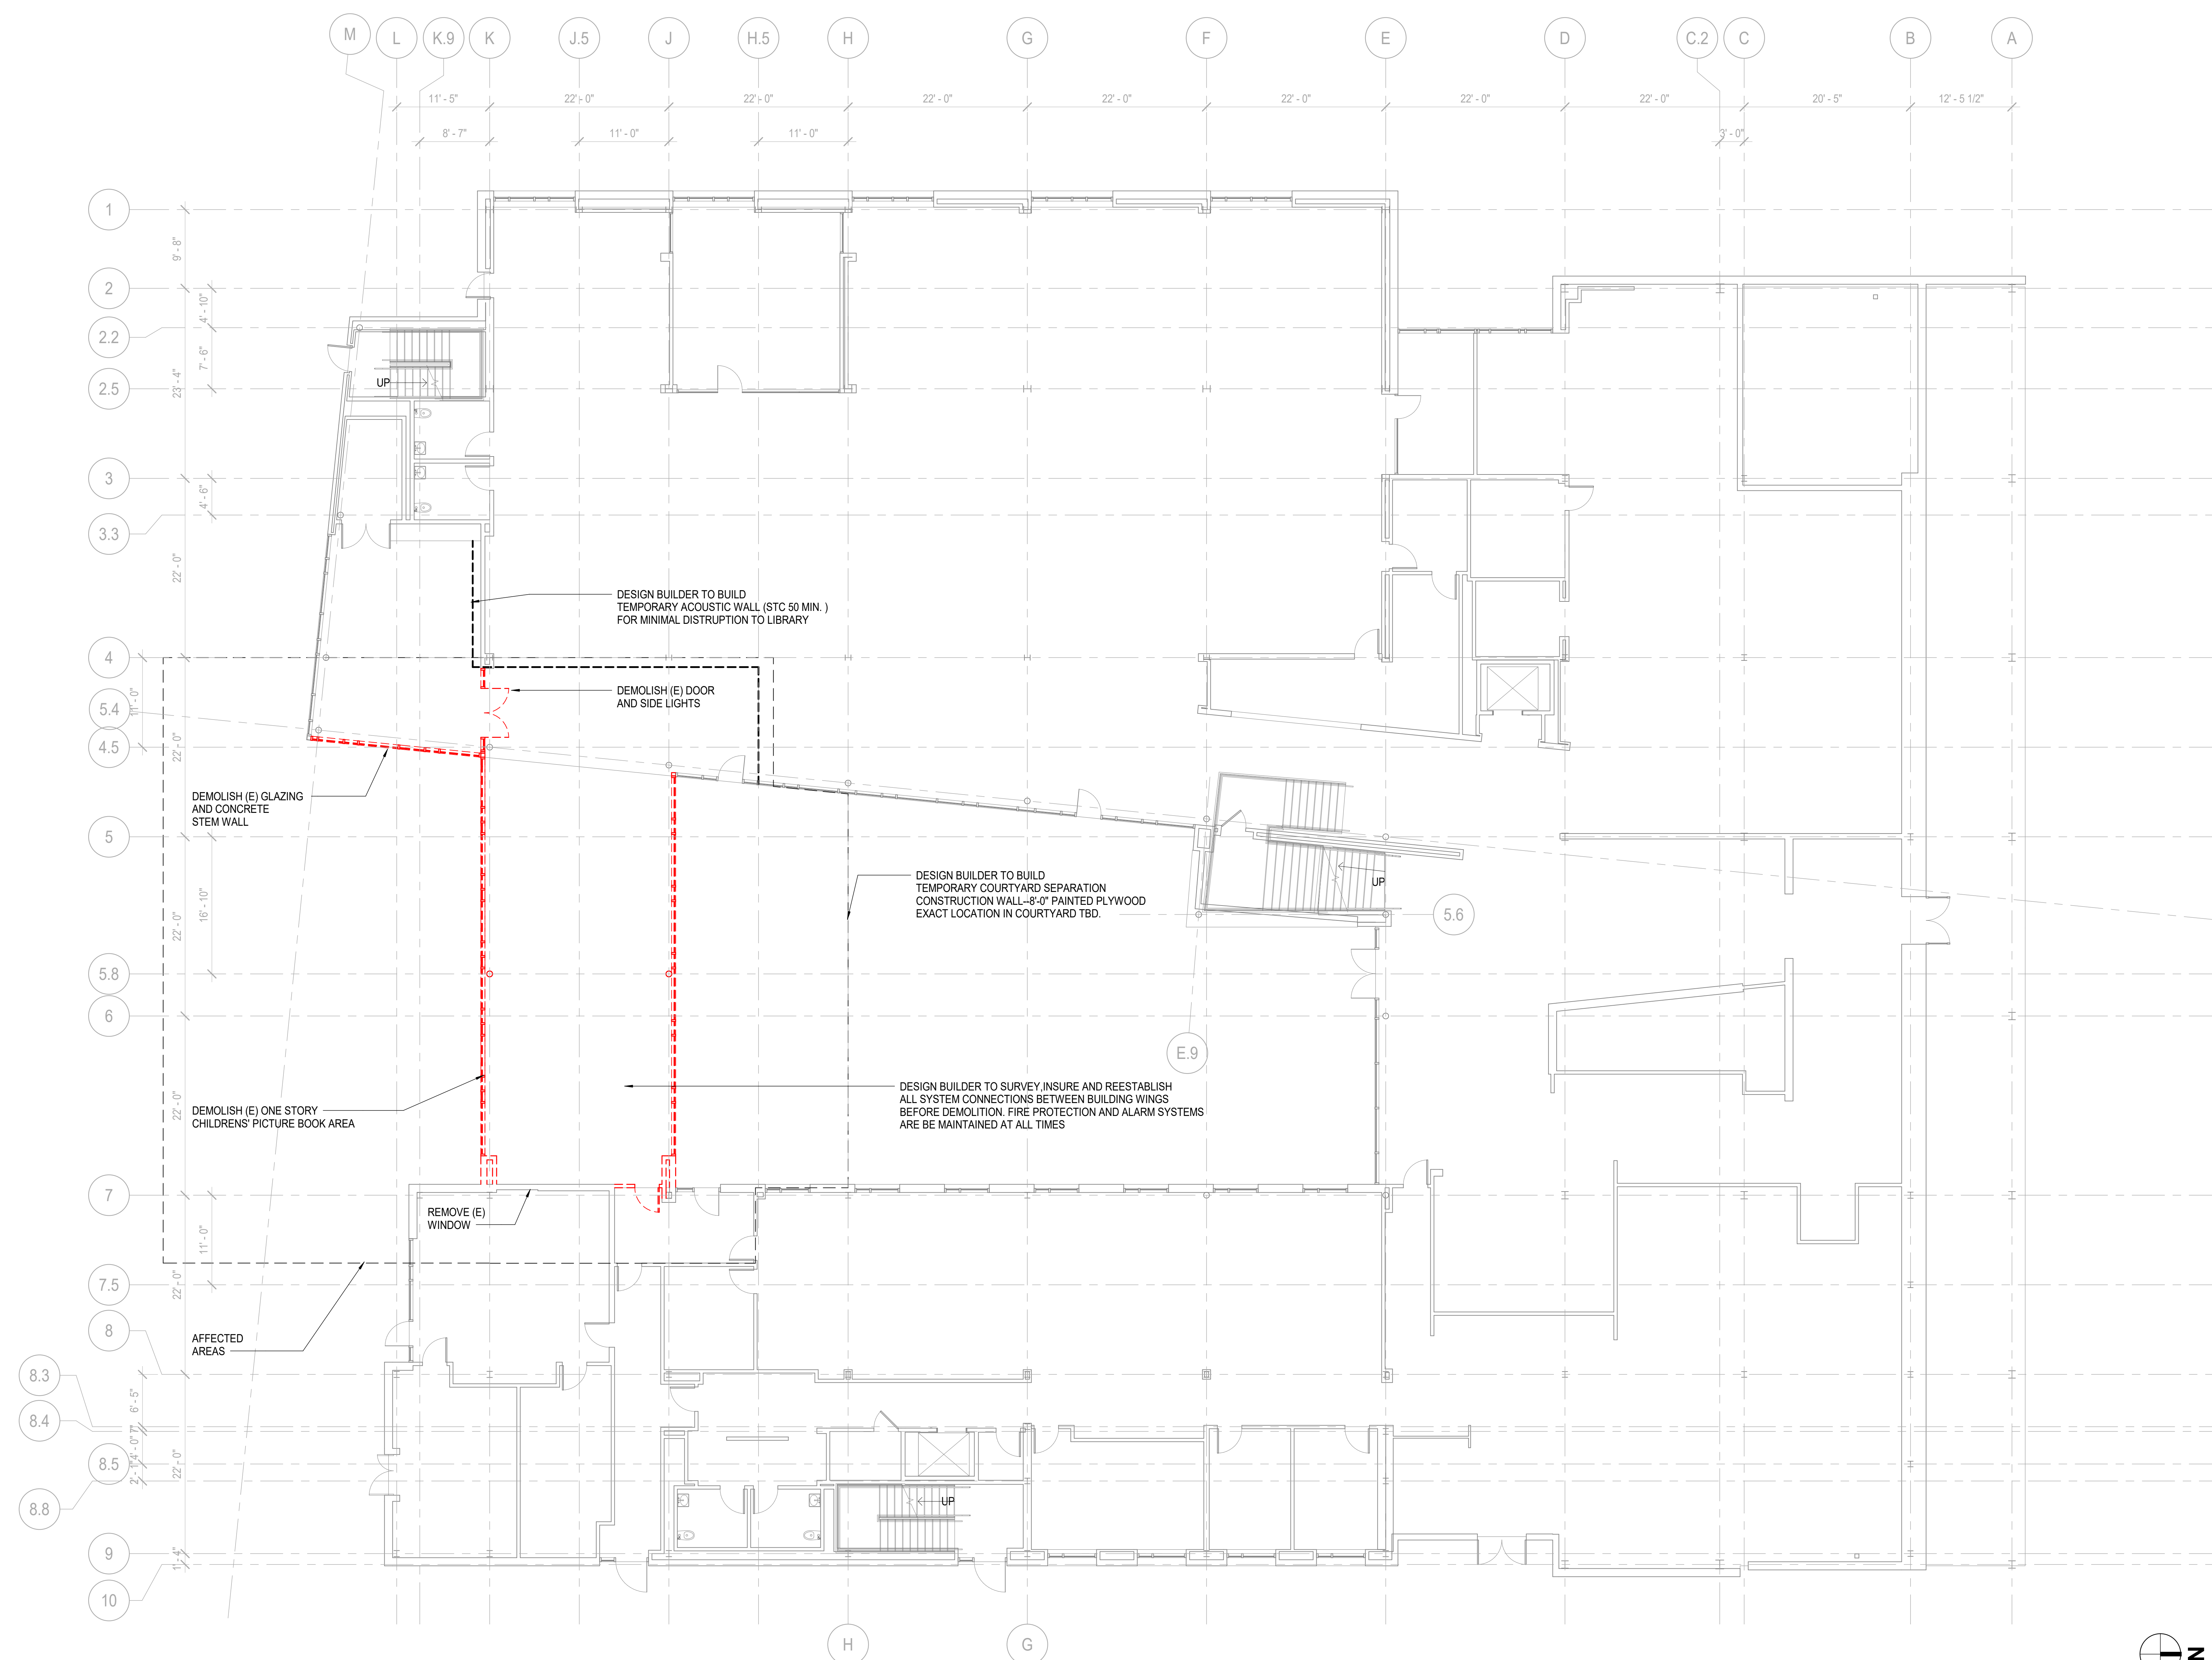 M
L
K.9
K
J.5
J
H.5
H
G
F
E
D
C.2
C
B
A
11' - 5"
22' - 0"
22' - 0"
22' - 0"
22' - 0"
22' - 0"
22' - 0"
22' - 0"
20' - 5"
12' - 5 1/2"
8' - 7"
11' - 0"
11' - 0"
3' - 0"
1
9' - 8"
2
4' - 10"
2.2
7' - 6"
23' - 4"
2.5
UP
3
4' - 6"
3.3
22' - 0"
DESIGN BUILDER TO BUILD
TEMPORARY ACOUSTIC WALL (STC 50 MIN. )
FOR MINIMAL DISTRUPTION TO LIBRARY
4
11' - 0"
5.4
4.5
22' - 0"
DEMOLISH (E) DOOR
AND SIDE LIGHTS
DEMOLISH (E) GLAZING
AND CONCRETE
STEM WALL
5
16' - 10"
22' - 0"
DESIGN BUILDER TO BUILD
TEMPORARY COURTYARD SEPARATION
CONSTRUCTION WALL--8'-0" PAINTED PLYWOOD
EXACT LOCATION IN COURTYARD TBD.
UP
5.6
5.8
6
E.9
22' - 0"
DESIGN BUILDER TO SURVEY,INSURE AND REESTABLISH
ALL SYSTEM CONNECTIONS BETWEEN BUILDING WINGS
BEFORE DEMOLITION. FIRE PROTECTION AND ALARM SYSTEMS
ARE BE MAINTAINED AT ALL TIMES
DEMOLISH (E) ONE STORY
CHILDRENS' PICTURE BOOK AREA
7
REMOVE (E)
WINDOW
11' - 0"
7.5
22' - 0"
8
AFFECTED
AREAS
8.3
6' - 5"
8.4
7"
4' - 0"
8.5
22' - 0"
2' - 1"
8.8
UP
9
1' - 4"
10
H
G
N